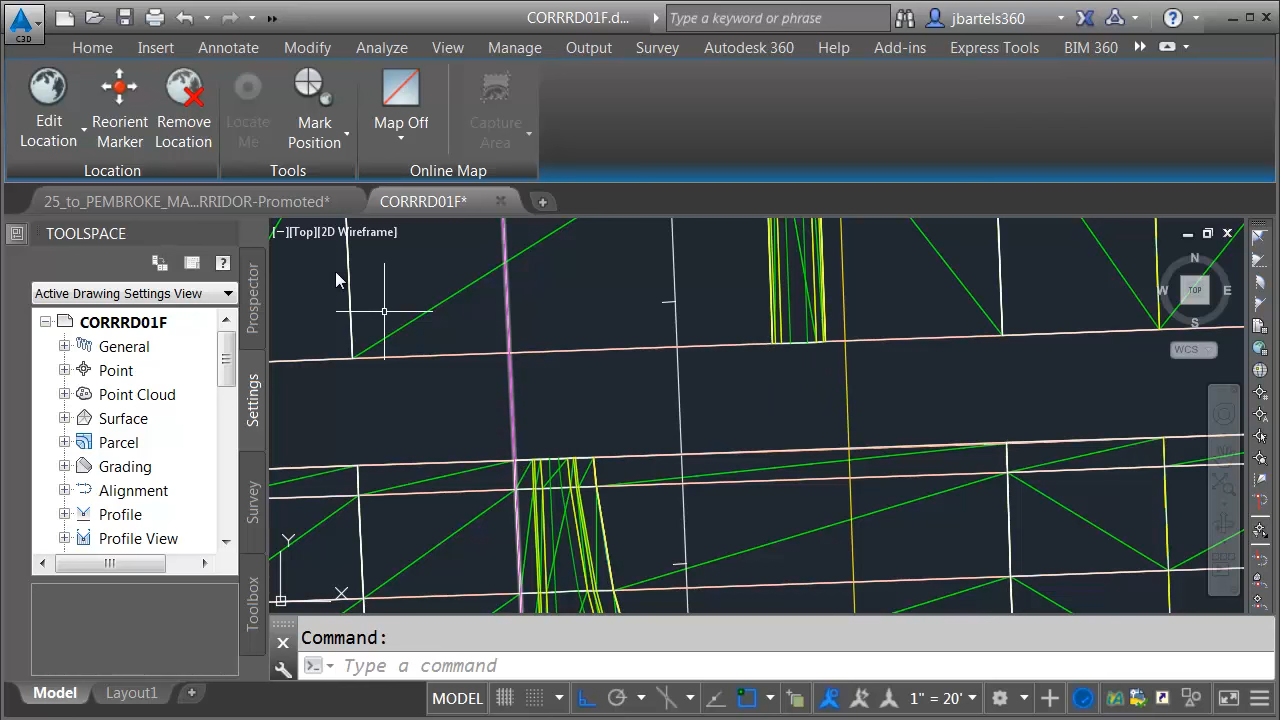 C3D
CORRRD01F.d...
Type a keyword or phrase
jbartels360
Home Insert Annotate Modify Analyze View Manage Output Survey Autodesk 360 Help Add-ins Express Tools BIM 360
Edit Location
Reorient Marker
Remove Location
Locate Me
Mark Position
Map Off
Capture Area
Location Tools Online Map
25_to_PEMBROKE_MA...RRIDOR-Promoted*
CORRRD01F*
TOOLSPACE
[−][Top][2D Wireframe]
Active Drawing Settings View
CORRRD01F
General
Point
Point Cloud
Surface
Parcel
Grading
Alignment
Profile
Profile View
Prospector
Settings
Survey
Toolbox
N
W TOP E
S
WCS
Y
X
Command:
Type a command
Model Layout1
MODEL
1" = 20'